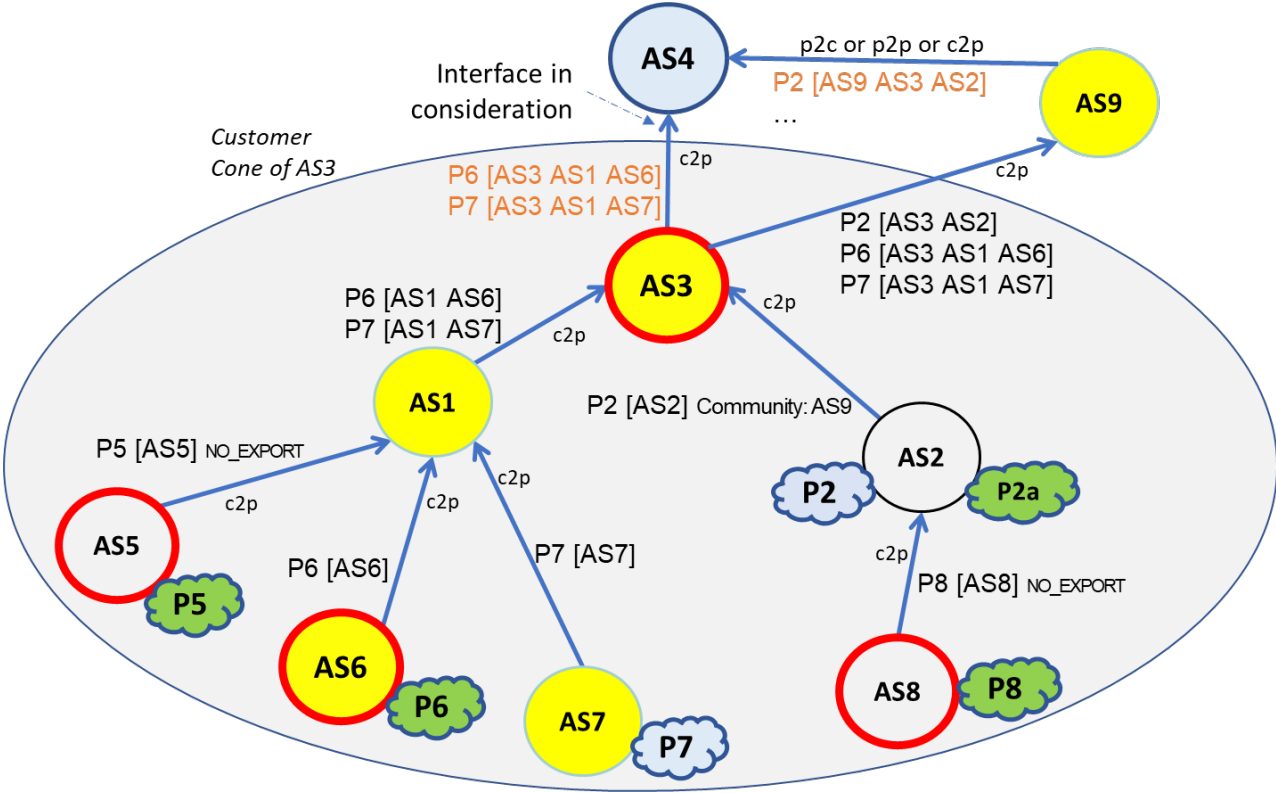 AS4
p2c or p2p or c2p
P2 [AS9 AS3 AS2]
...
AS9
Interface in
consideration
Customer
Cone of AS3
c2p
P6 [AS3 AS1 AS6]
P7 [AS3 AS1 AS7]
c2p
P2 [AS3 AS2]
P6 [AS3 AS1 AS6]
P7 [AS3 AS1 AS7]
AS3
P6 [AS1 AS6]
P7 [AS1 AS7]
c2p
c2p
AS1
P2 [AS2] Community: AS9
P5 [AS5] NO_EXPORT
c2p
c2p
c2p
AS2
P2
P2a
AS5
P5
P6 [AS6]
P7 [AS7]
c2p
P8 [AS8] NO_EXPORT
AS6
P6
AS7
P7
AS8
P8